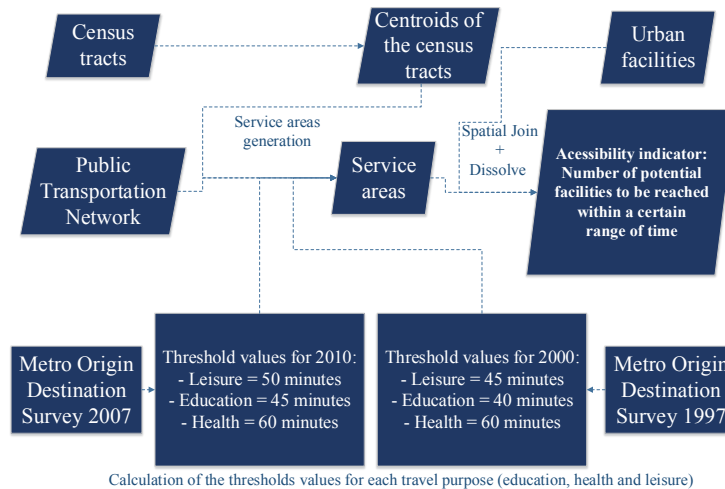 Census
tracts
Centroids of
the census
tracts
Urban
facilities
Service areas
generation
Spatial Join
+
Dissolve
Public
Transportation
Network
Service
areas
Acessibility indicator:
Number of potential
facilities to be reached
within a certain
range of time
Metro Origin
Destination
Survey 2007
Threshold values for 2010:
- Leisure = 50 minutes
- Education = 45 minutes
- Health = 60 minutes
Threshold values for 2000:
- Leisure = 45 minutes
- Education = 40 minutes
- Health = 60 minutes
Metro Origin
Destination
Survey 1997
Calculation of the thresholds values for each travel purpose (education, health and leisure)